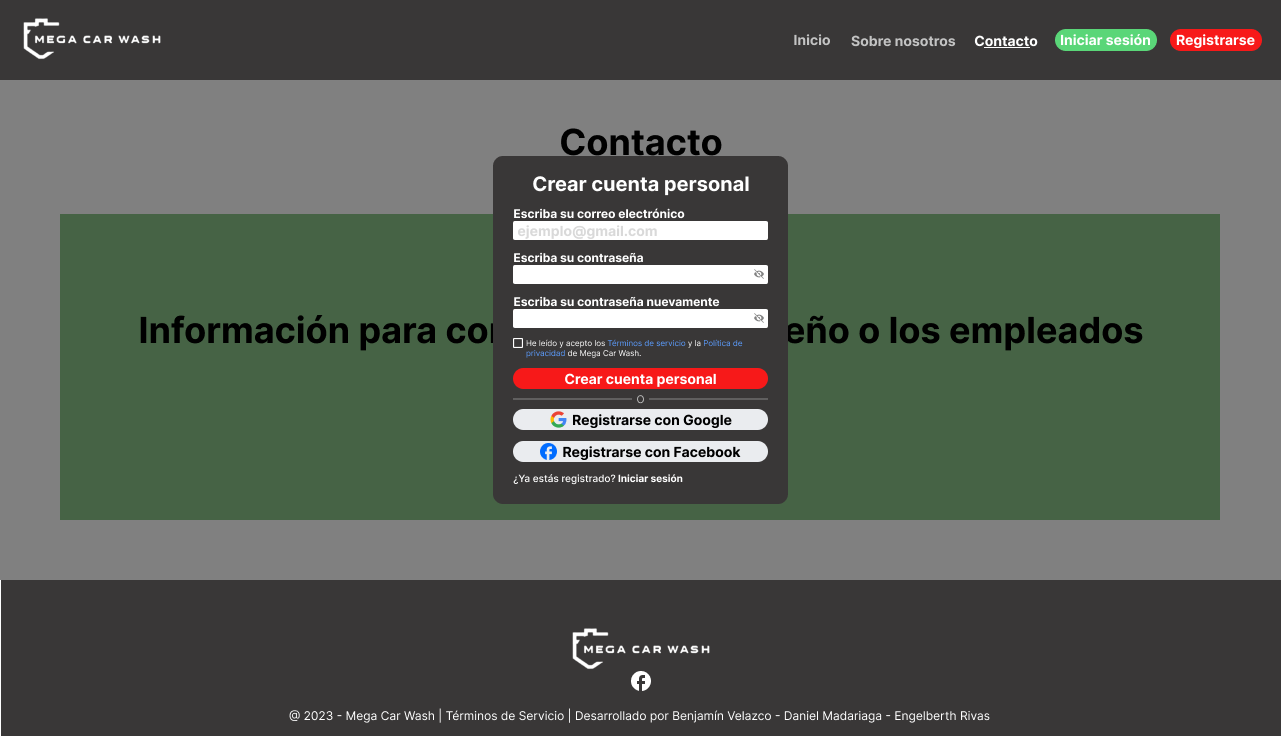 MEGA CAR WASH
Inicio
Sobre nosotros
Contacto
Iniciar sesión
Registrarse
Contacto
Crear cuenta personal
Escriba su correo electrónico
ejemplo@gmail.com
Escriba su contraseña
Escriba su contraseña nuevamente
Información para con
eño o los empleados
He leído y acepto los Términos de servicio y la Política de
privacidad de Mega Car Wash.
Crear cuenta personal
O
Registrarse con Google
Registrarse con Facebook
¿Ya estás registrado? Iniciar sesión
MEGA CAR WASH
@ 2023 - Mega Car Wash | Términos de Servicio | Desarrollado por Benjamín Velazco - Daniel Madariaga - Engelberth Rivas